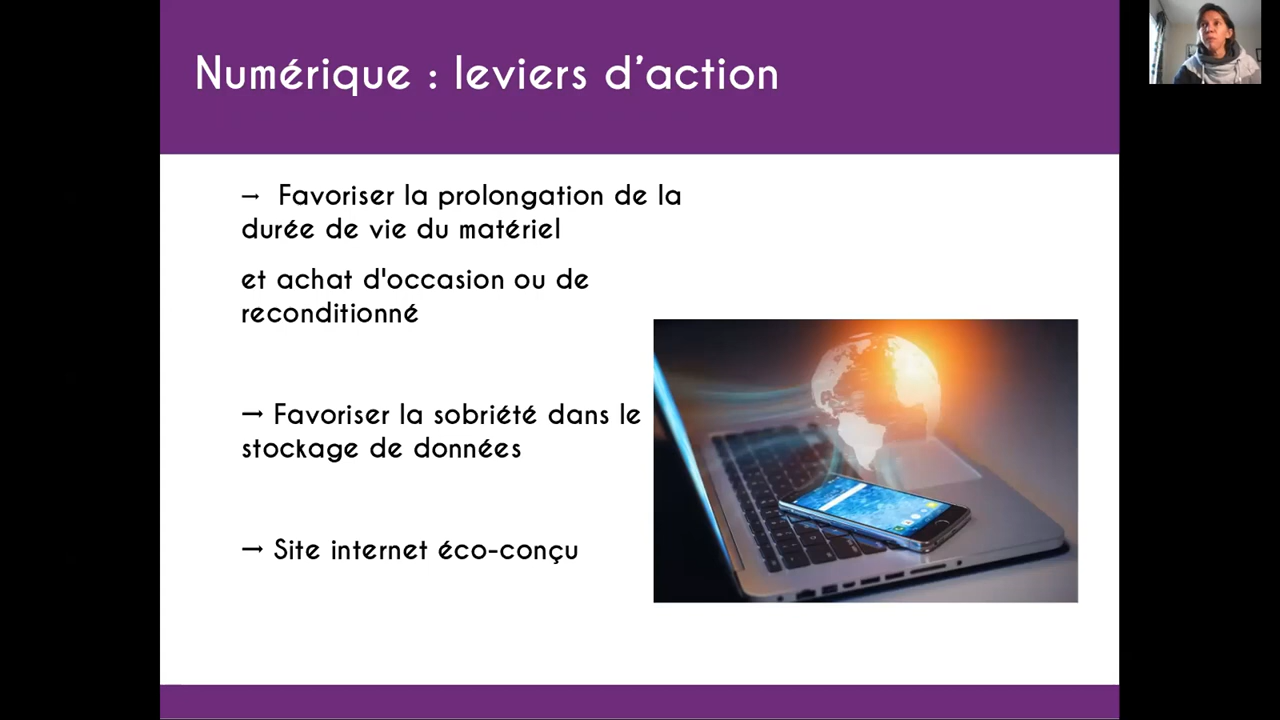 Numérique : leviers d’action
→ Favoriser la prolongation de la
durée de vie du matériel
et achat d'occasion ou de
reconditionné
→ Favoriser la sobriété dans le
stockage de données
→ Site internet éco-conçu